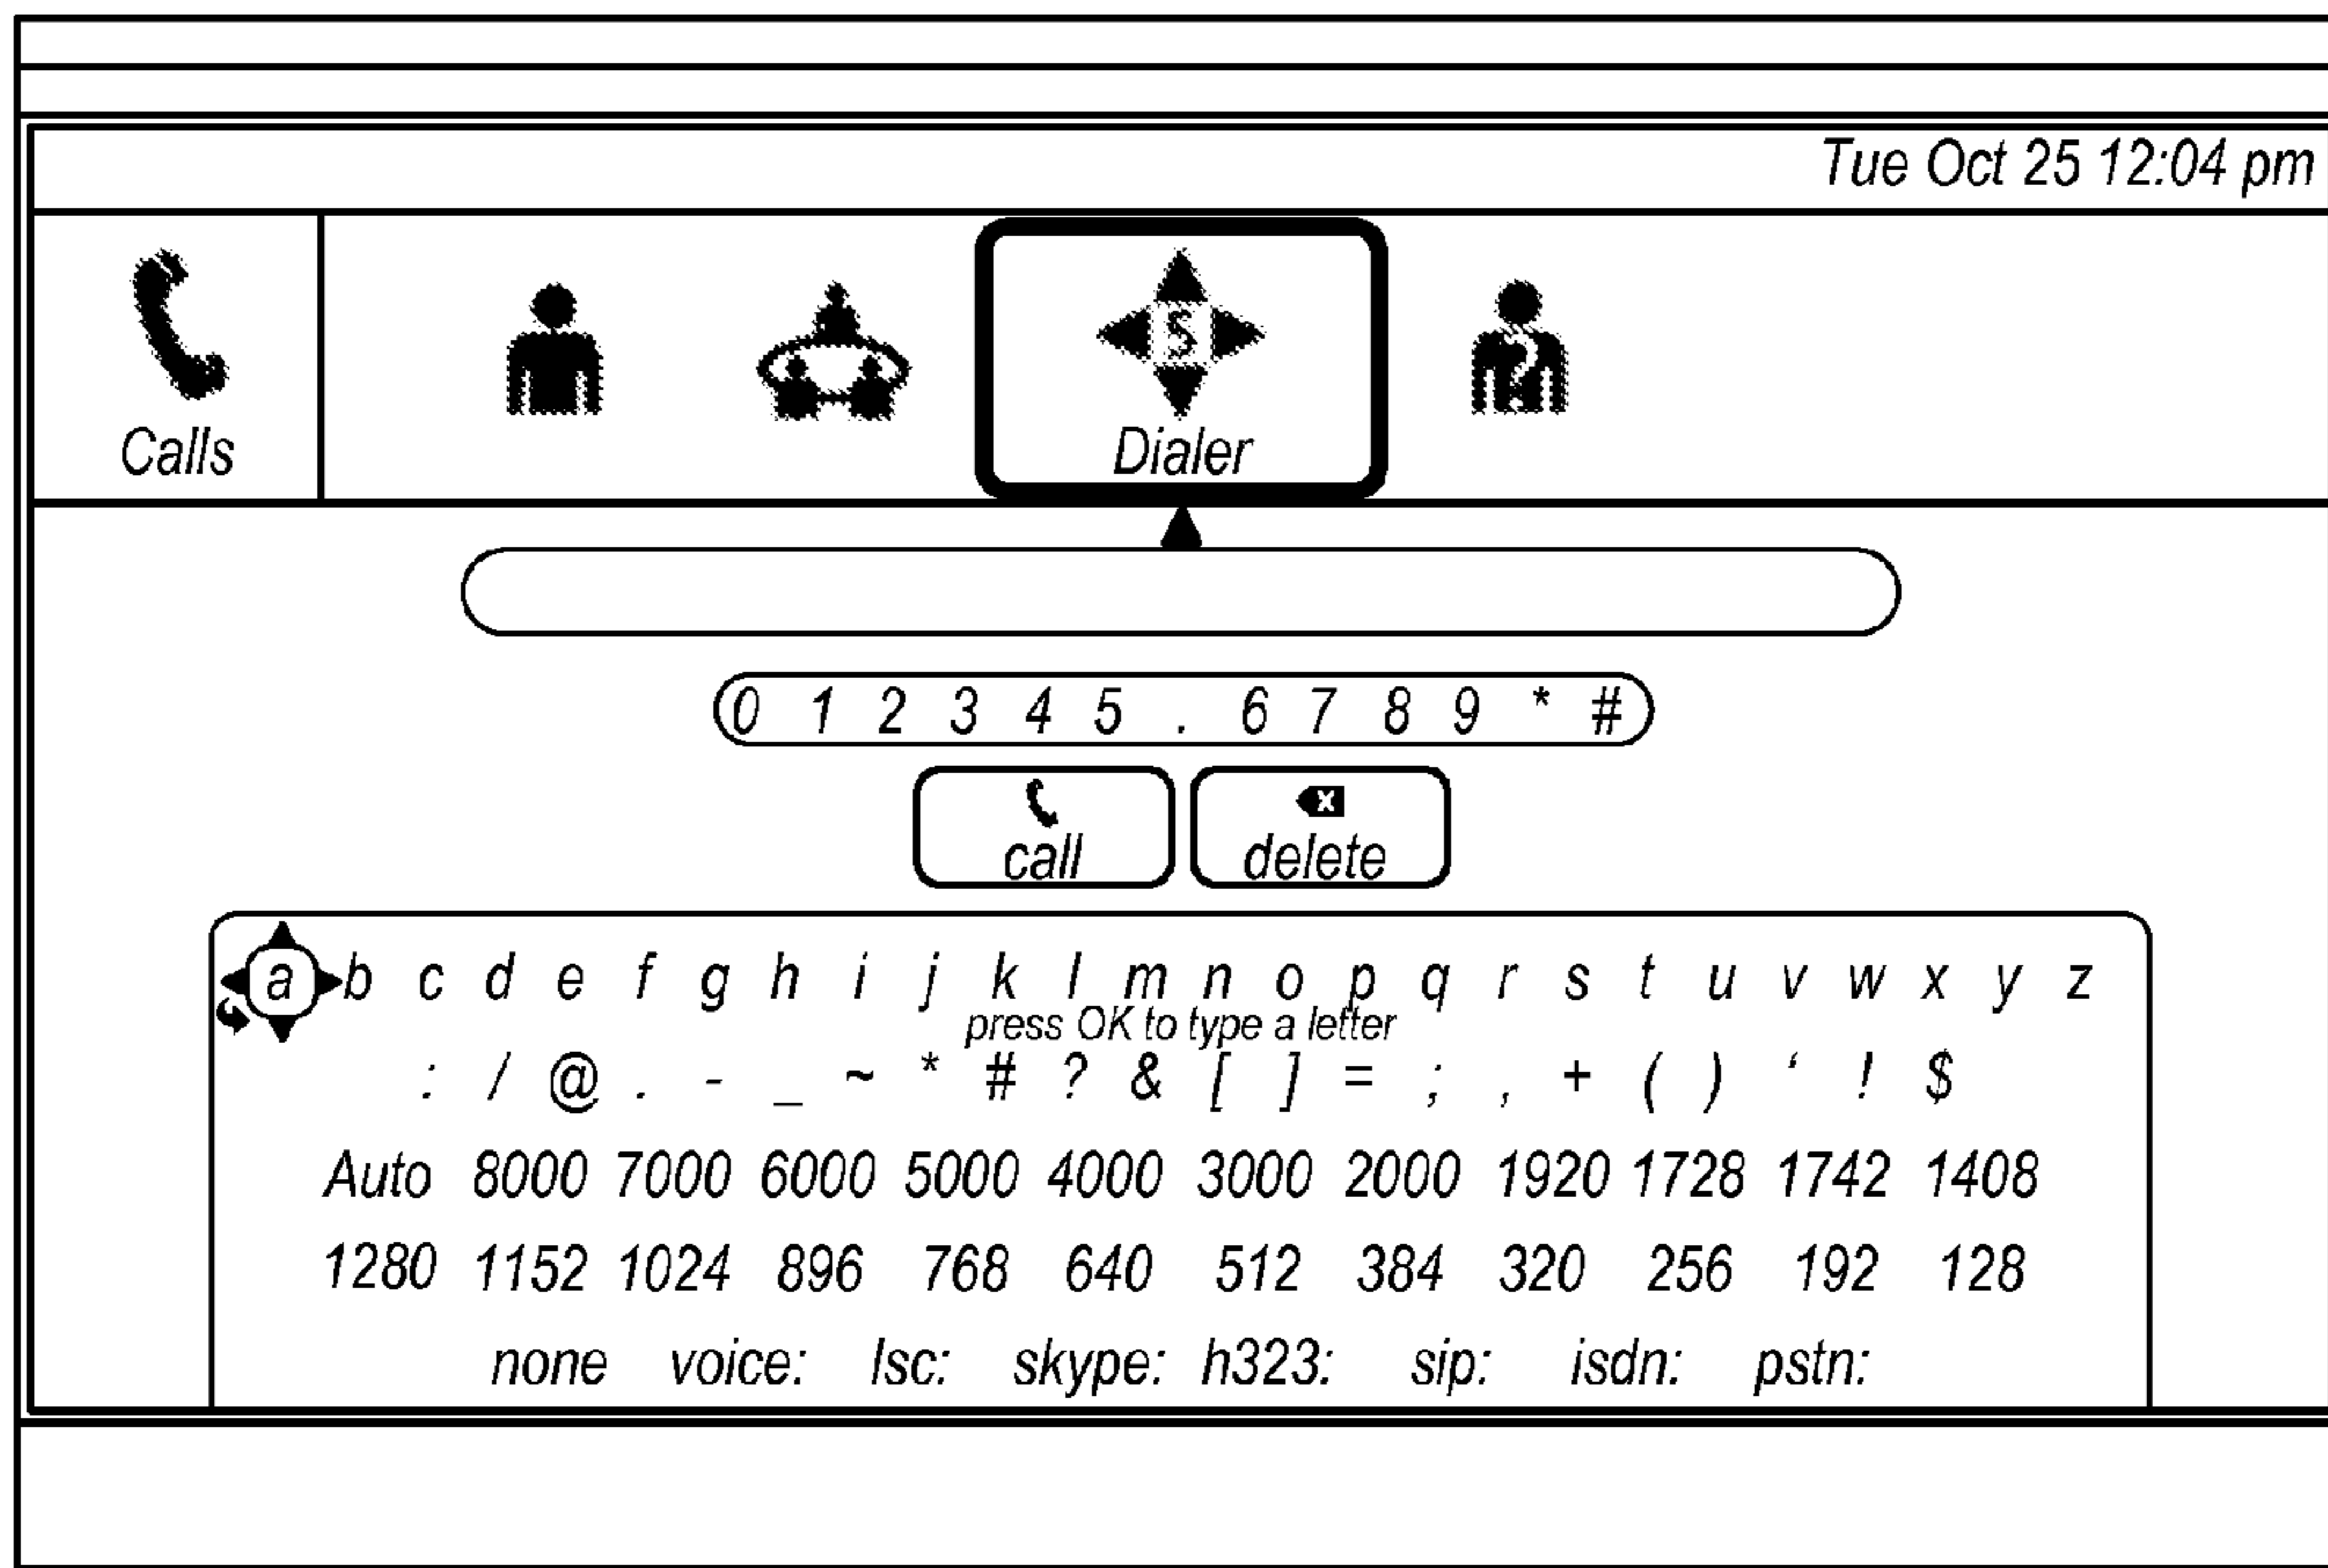 Tue Oct 25 12:04 pm
Calls
$
Dialer
0 1 2 3 4 5 . 6 7 8 9 * #
call delete
a b c d e f g h i j k l m n o p q r s t u v w x y z
press OK to type a letter
: / @ . - _ ~ * # ? & [ ] = ; , + ( ) ‘ ! $
Auto 8000 7000 6000 5000 4000 3000 2000 1920 1728 1742 1408
1280 1152 1024 896 768 640 512 384 320 256 192 128
none voice: lsc: skype: h323: sip: isdn: pstn: